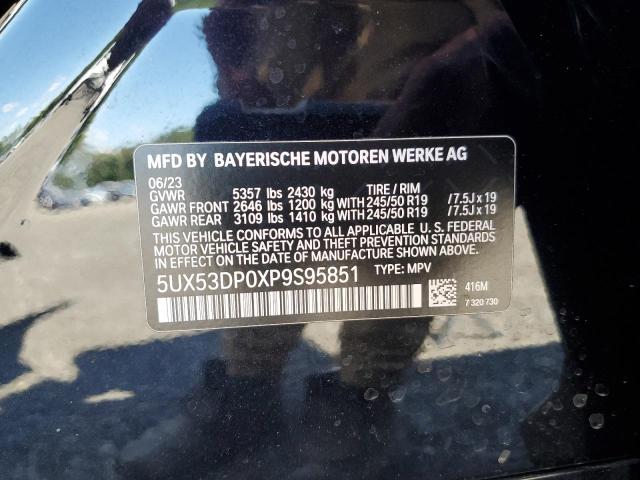 MFD BY BAYERISCHE MOTOREN WERKE AG
06/23
GVWR 5357 lbs 2430 kg TIRE / RIM
GAWR FRONT 2646 lbs 1200 kg WITH 245/50 R19 /7.5J x 19
GAWR REAR 3109 lbs 1410 kg WITH 245/50 R19 /7.5J x 19
THIS VEHICLE CONFORMS TO ALL APPLICABLE U. S. FEDERAL
MOTOR VEHICLE SAFETY AND THEFT PREVENTION STANDARDS
IN EFFECT ON THE DATE OF MANUFACTURE SHOWN ABOVE.
5UX53DP0XP9S95851 TYPE: MPV
416M
7 320 730